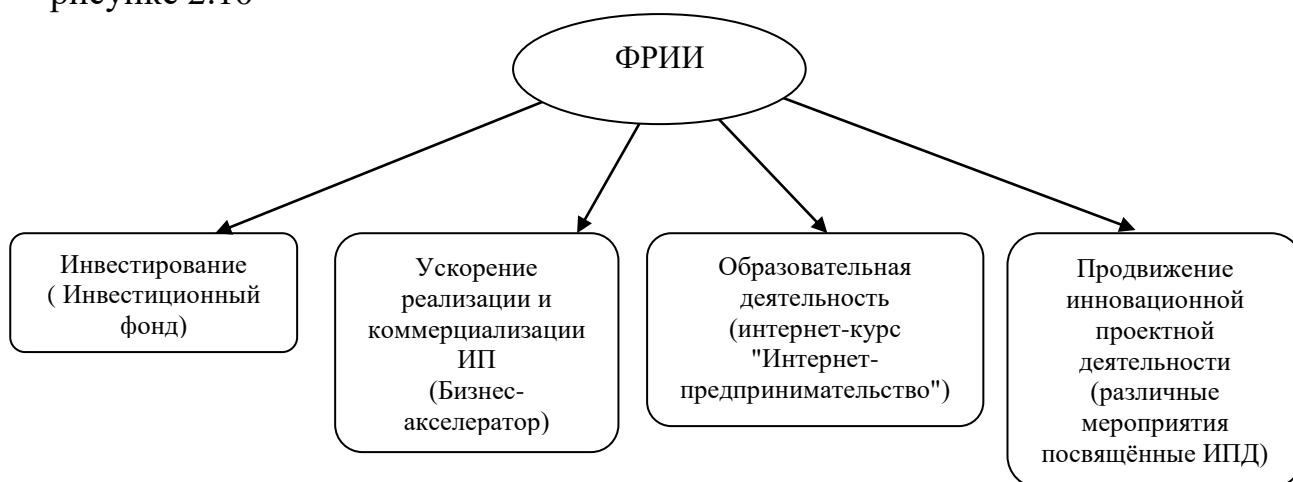 рисунке 2.10
ФРИИ
Инвестирование
( Инвестиционный
фонд)
Ускорение
реализации и
коммерциализации
ИП
(Бизнес-
акселератор)
Образовательная
деятельность
(интернет-курс
"Интернет-
предпринимательство")
Продвижение
инновационной
проектной
деятельности
(различные
мероприятия
посвящённые ИПД)